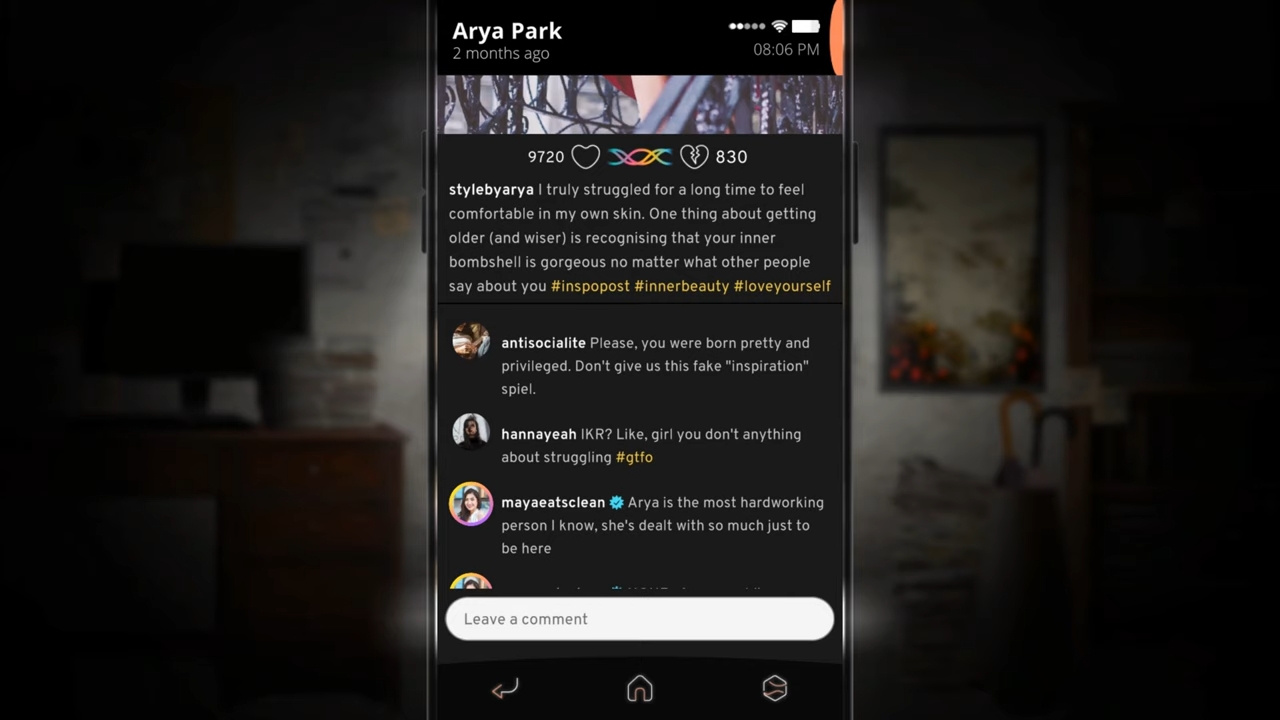 Arya Park
2 months ago
08:06 PM
9720
830
stylebyarya I truly struggled for a long time to feel
comfortable in my own skin. One thing about getting
older (and wiser) is recognising that your inner
bombshell is gorgeous no matter what other people
say about you #inspopost #innerbeauty #loveyourself
antisocialite Please, you were born pretty and
privileged. Don't give us this fake "inspiration"
spiel.
hannayeah IKR? Like, girl you don't anything
about struggling #gtfo
mayaeatsclean Arya is the most hardworking
person I know, she's dealt with so much just to
be here
Leave a comment